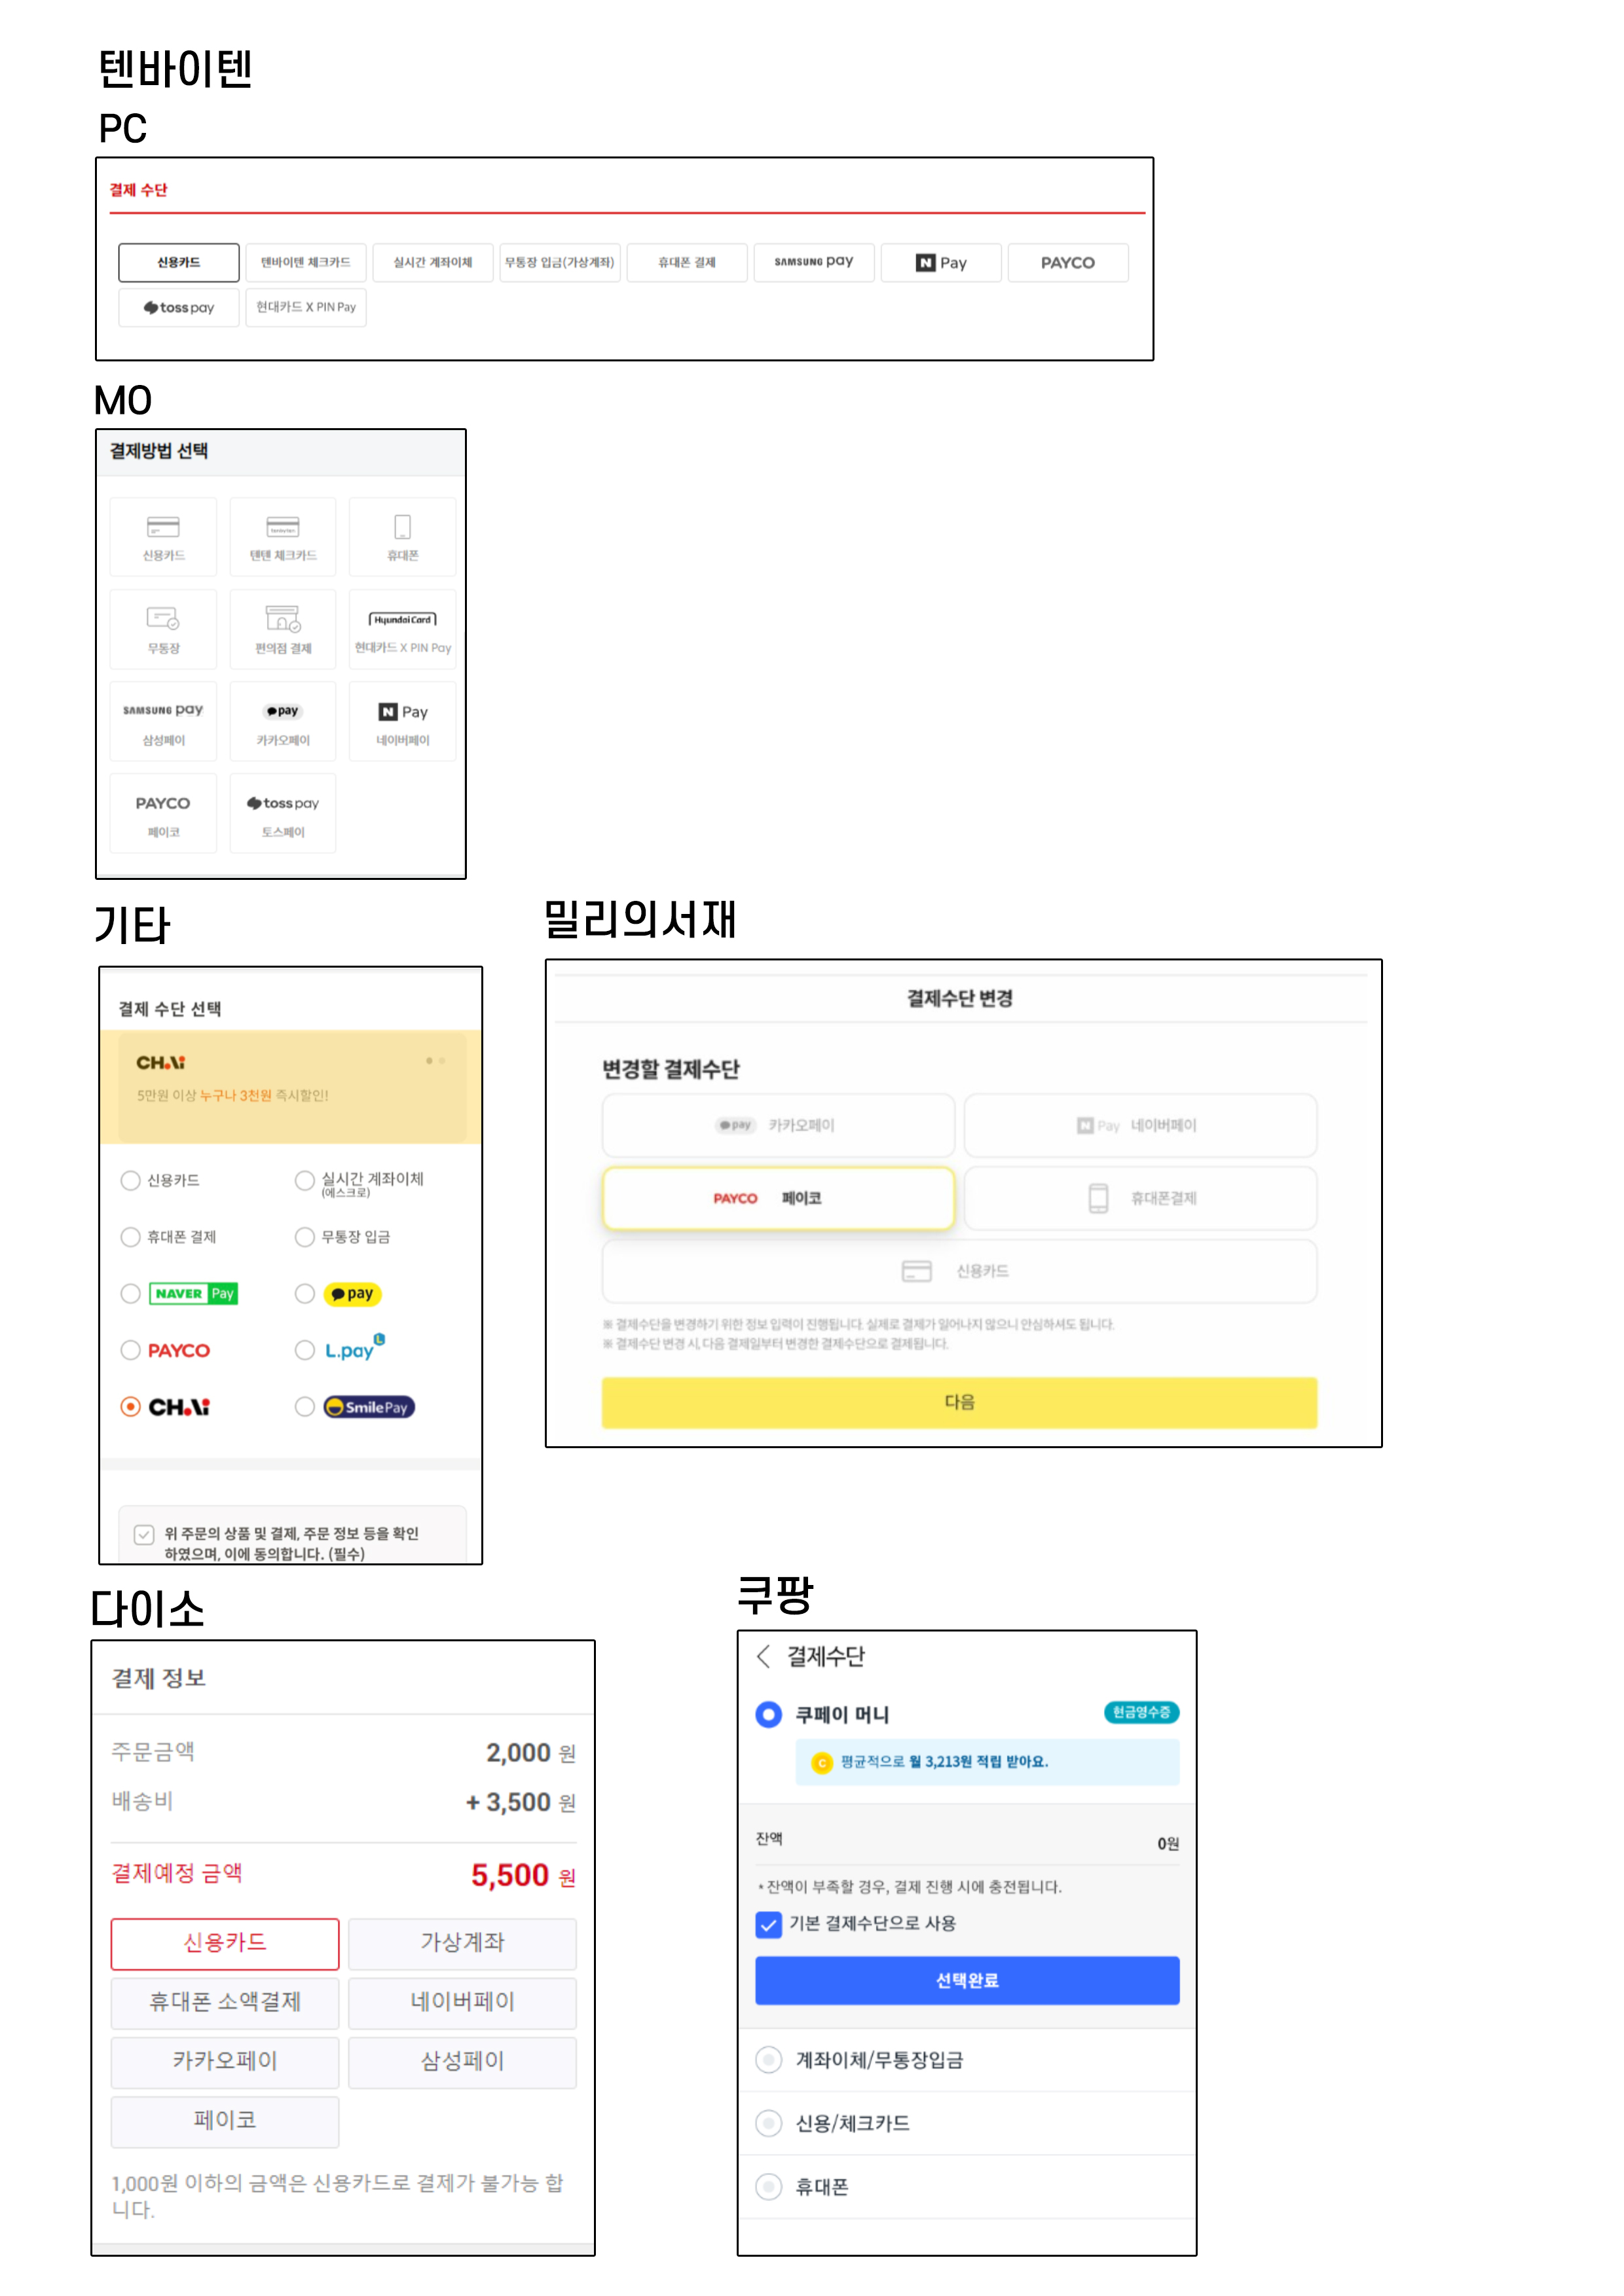 텐바이텐
PC
결제 수단
신용카드
텐바이텐 체크카드
실시간 계좌이체
무통장 입금(가상계좌)
휴대폰 결제
SAMSUNG pay
N Pay
PAYCO
toss pay
현대카드 X PIN Pay
MO
결제방법 선택
신용카드
텐텐 체크카드
휴대폰
무통장
편의점 결제
Hyundai Card
현대카드 X PIN Pay
SAMSUNG pay
삼성페이
pay
카카오페이
N Pay
네이버페이
PAYCO
페이코
toss pay
토스페이
기타
결제 수단 선택
CHAi
5만원 이상 누구나 3천원 즉시할인!
신용카드
실시간 계좌이체
(에스크로)
휴대폰 결제
무통장 입금
NAVER Pay
pay
PAYCO
L.pay L
CHAi
SmilePay
위 주문의 상품 및 결제, 주문 정보 등을 확인
하였으며, 이에 동의합니다. (필수)
밀리의서재
결제수단 변경
변경할 결제수단
pay 카카오페이
N Pay 네이버페이
PAYCO 페이코
휴대폰결제
신용카드
※ 결제수단을 변경하기 위한 정보 입력이 진행됩니다. 실제로 결제가 일어나지 않으니 안심하셔도 됩니다.
※ 결제수단 변경 시, 다음 결제일부터 변경한 결제수단으로 결제됩니다.
다음
다이소
결제 정보
주문금액 2,000 원
배송비 + 3,500 원
결제예정 금액 5,500 원
신용카드
가상계좌
휴대폰 소액결제
네이버페이
카카오페이
삼성페이
페이코
1,000원 이하의 금액은 신용카드로 결제가 불가능 합
니다.
쿠팡
결제수단
쿠페이 머니 현금영수증
C 평균적으로 월 3,213원 적립 받아요.
잔액 0원
* 잔액이 부족할 경우, 결제 진행 시에 충전됩니다.
기본 결제수단으로 사용
선택완료
계좌이체/무통장입금
신용/체크카드
휴대폰